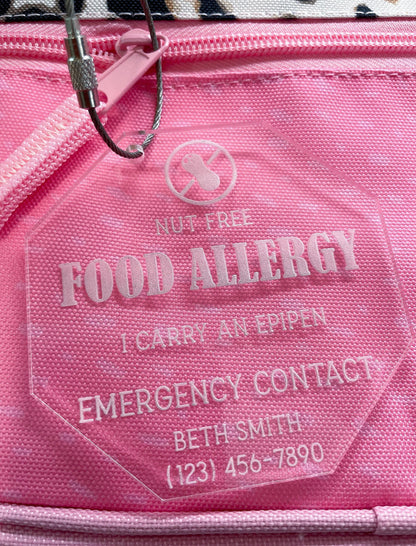 NUT FREE
FOOD ALLERGY
I CARRY AN EPIPEN
EMERGENCY CONTACT
BETH SMITH
(123) 456-7890